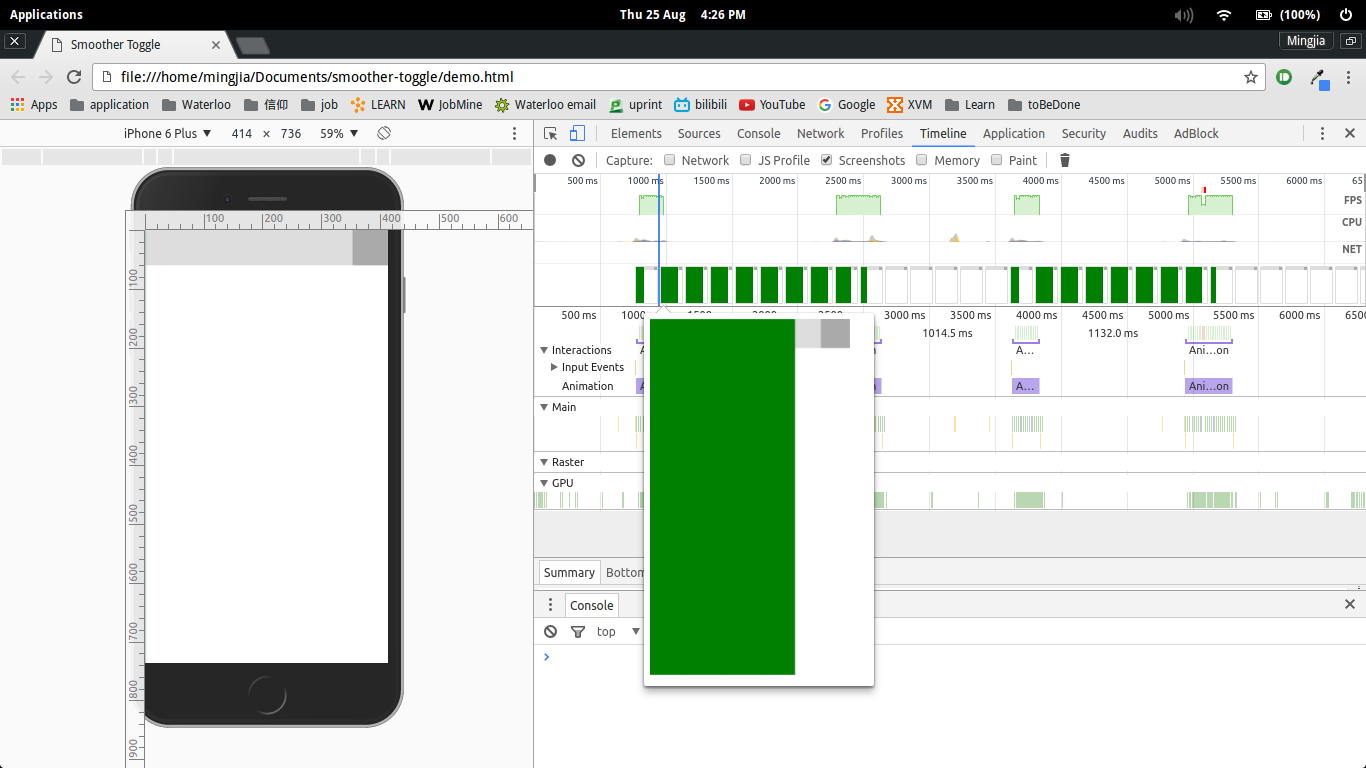 Applications Thu 25 Aug 4:26 PM (100%)
Smoother Toggle Mingjia
file:///home/mingjia/Documents/smoother-toggle/demo.html
Apps application Waterloo 信仰 job LEARN JobMine Waterloo email uprint bilibili YouTube Google XVM Learn toBeDone
iPhone 6 Plus 414 × 736 59% Elements Sources Console Network Profiles Timeline Application Security Audits AdBlock
Capture: Network JS Profile Screenshots Memory Paint
500 ms 1000 ms 1500 ms 2000 ms 2500 ms 3000 ms 3500 ms 4000 ms 4500 ms 5000 ms 5500 ms 6000 ms 65
FPS
CPU
NET
100 200 300 400 500 600
100
200
300
400
500
600
700
800
900
500 ms 3000 ms 3500 ms 4000 ms 4500 ms 5000 ms 5500 ms 6000 ms 6500
1014.5 ms 1132.0 ms
Interactions A... Ani...on
Input Events
Animation A... Ani...on
Main
Raster
GPU
Summary Bottom
Console
top